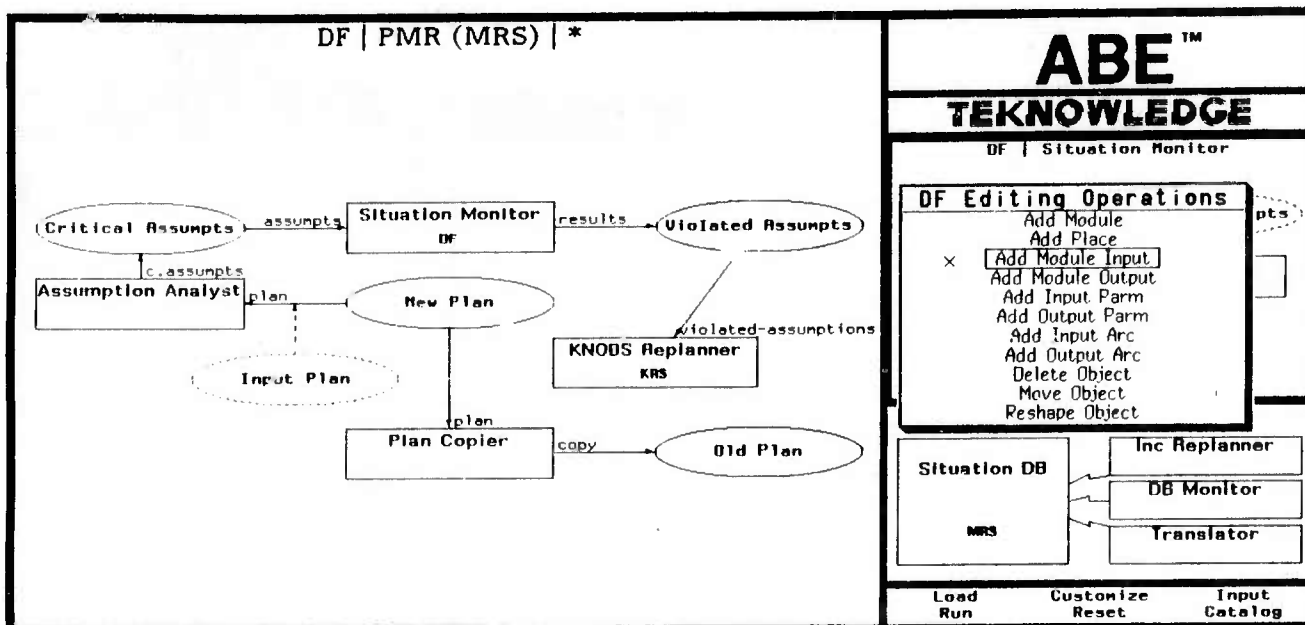 DF | PMR (MRS) | *
Critical Assumpts
assumpts
Situation Monitor
DF
results
Violated Assumpts
c.assumpts
Assumption Analyst
plan
New Plan
violated-assumptions
KNOBS Replanner
KRS
Input Plan
plan
Plan Copier
copy
Old Plan
ABE™
TEKNOWLEDGE
DF | Situation Monitor
DF Editing Operations
Add Module
Add Place
× Add Module Input
Add Module Output
Add Input Parm
Add Output Parm
Add Input Arc
Add Output Arc
Delete Object
Move Object
Reshape Object
pts
Situation DB
MRS
Inc Replanner
DB Monitor
Translator
Load Customize Input
Run Reset Catalog